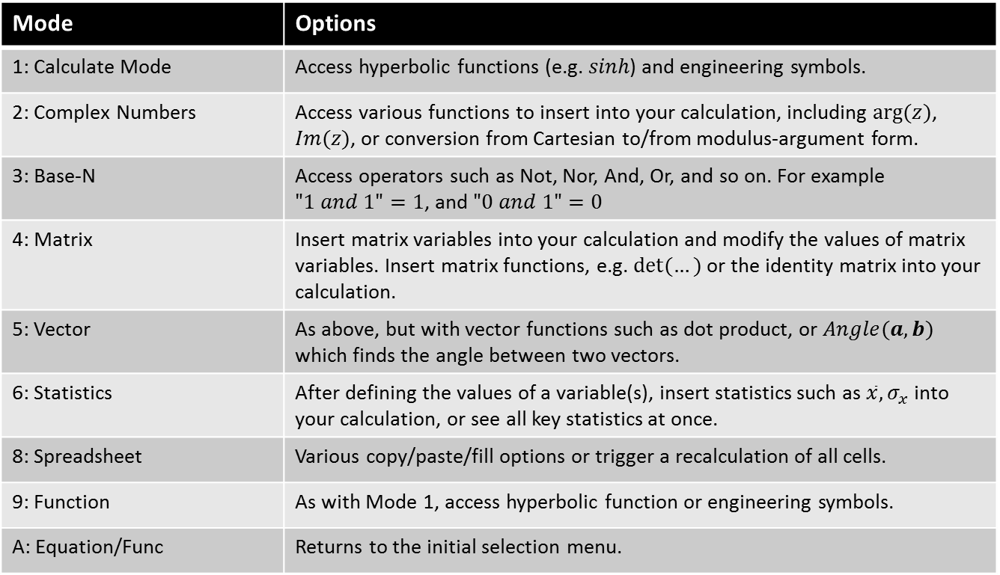 Mode Options
1: Calculate Mode Access hyperbolic functions (e.g. sinh) and engineering symbols.
2: Complex Numbers Access various functions to insert into your calculation, including arg(z),
Im(z), or conversion from Cartesian to/from modulus-argument form.
3: Base-N Access operators such as Not, Nor, And, Or, and so on. For example
"1 and 1" = 1, and "0 and 1" = 0
4: Matrix Insert matrix variables into your calculation and modify the values of matrix
variables. Insert matrix functions, e.g. det(... ) or the identity matrix into your
calculation.
5: Vector As above, but with vector functions such as dot product, or Angle(a, b)
which finds the angle between two vectors.
6: Statistics After defining the values of a variable(s), insert statistics such as x̄, σₓ into
your calculation, or see all key statistics at once.
8: Spreadsheet Various copy/paste/fill options or trigger a recalculation of all cells.
9: Function As with Mode 1, access hyperbolic function or engineering symbols.
A: Equation/Func Returns to the initial selection menu.